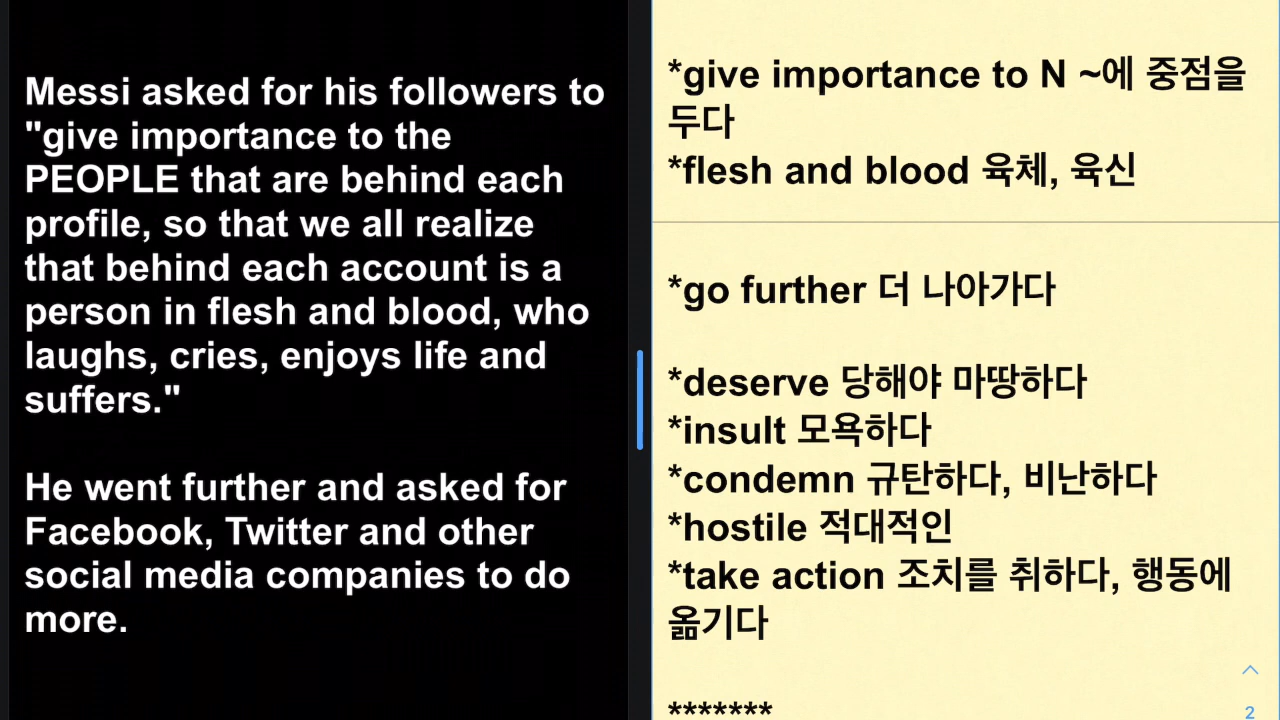 Messi asked for his followers to
"give importance to the
PEOPLE that are behind each
profile, so that we all realize
that behind each account is a
person in flesh and blood, who
laughs, cries, enjoys life and
suffers."
He went further and asked for
Facebook, Twitter and other
social media companies to do
more.
*give importance to N ~에 중점을
두다
*flesh and blood 육체, 육신
*go further 더 나아가다
*deserve 당해야 마땅하다
*insult 모욕하다
*condemn 규탄하다, 비난하다
*hostile 적대적인
*take action 조치를 취하다, 행동에
옮기다
*******
2